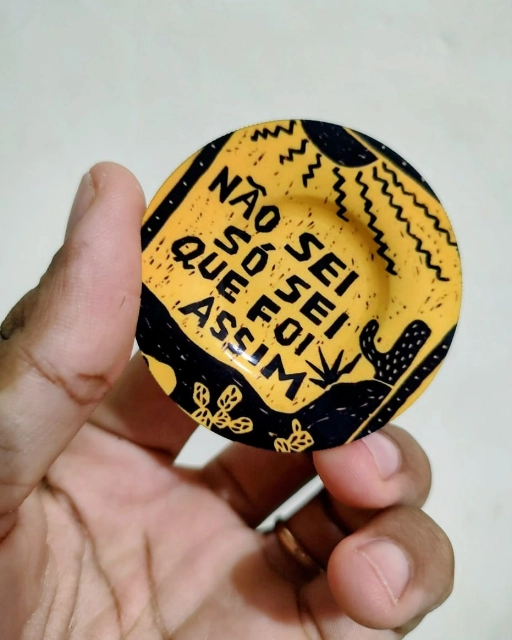 NÃO SEI
SÓ SEI
QUE FOI
ASSIM